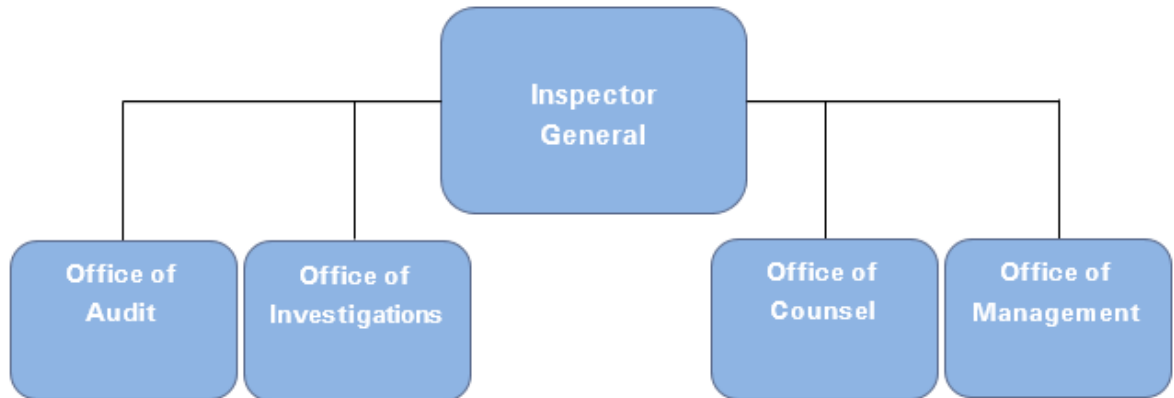 Inspector
General
Office of
Audit
Office of
Investigations
Office of
Counsel
Office of
Management